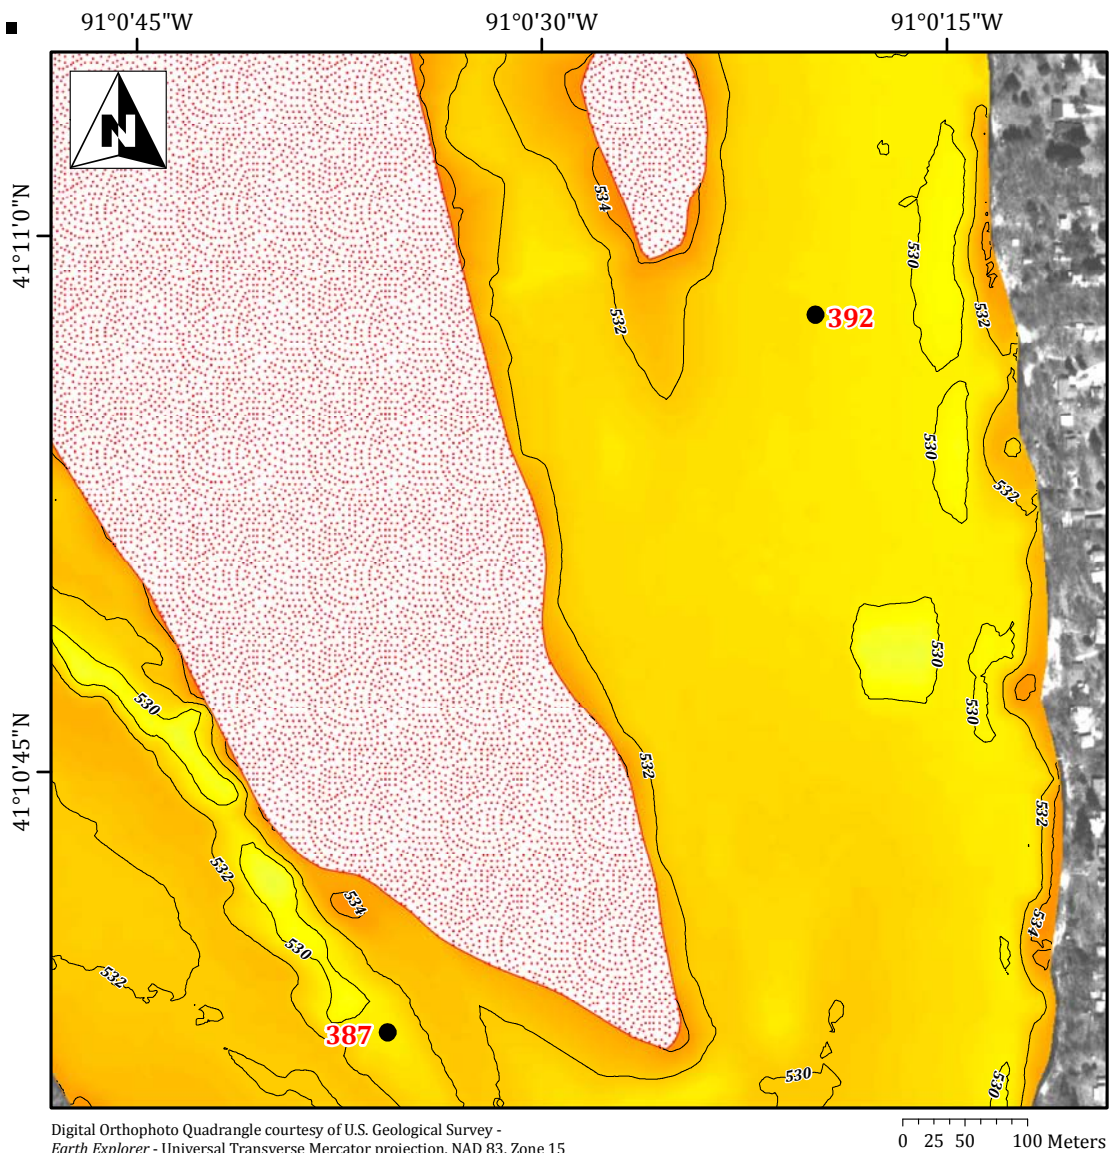 91°0'45"W 91°0'30"W 91°0'15"W
N
41°11'0"N
534
530
392
532
532
530
532
530
530
530
532
41°10'45"N
532
532
534
534
530
532
387
530
530
Digital Orthophoto Quadrangle courtesy of U.S. Geological Survey -
Earth Explorer - Universal Transverse Mercator projection, NAD 83, Zone 15
0 25 50 100 Meters